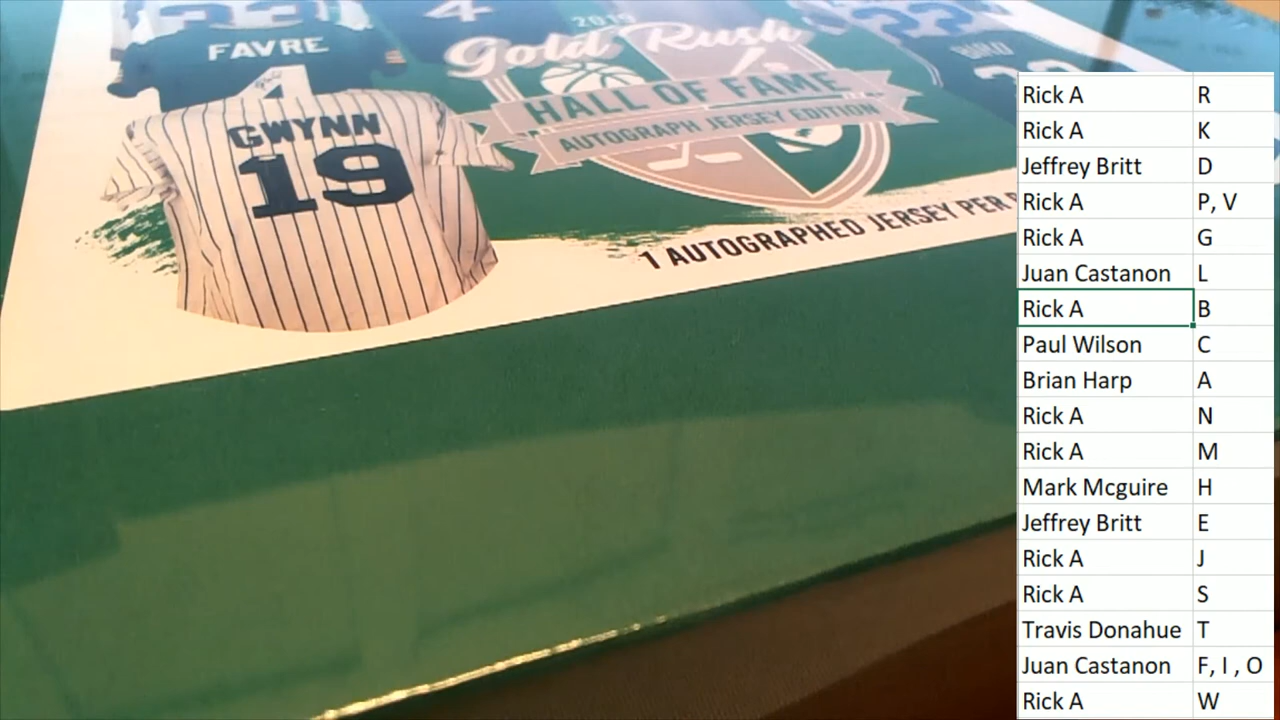 FAVRE
4
4
2019
Gold Rush
HALL OF FAME
AUTOGRAPH JERSEY EDITION
GWYNN
19
1 AUTOGRAPHED JERSEY PER
Rick A R
Rick A K
Jeffrey Britt D
Rick A P, V
Rick A G
Juan Castanon L
Rick A B
Paul Wilson C
Brian Harp A
Rick A N
Rick A M
Mark Mcguire H
Jeffrey Britt E
Rick A J
Rick A S
Travis Donahue T
Juan Castanon F, I , O
Rick A W